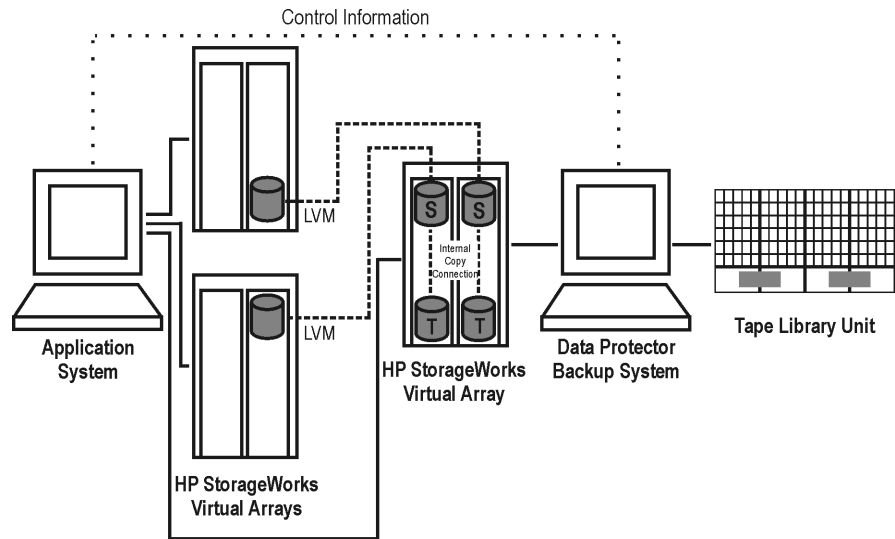 Control Information
LVM
LVM
S S
Internal
Copy
Connection
T T
Application
System
HP StorageWorks
Virtual Arrays
HP StorageWorks
Virtual Array
Data Protector
Backup System
Tape Library Unit